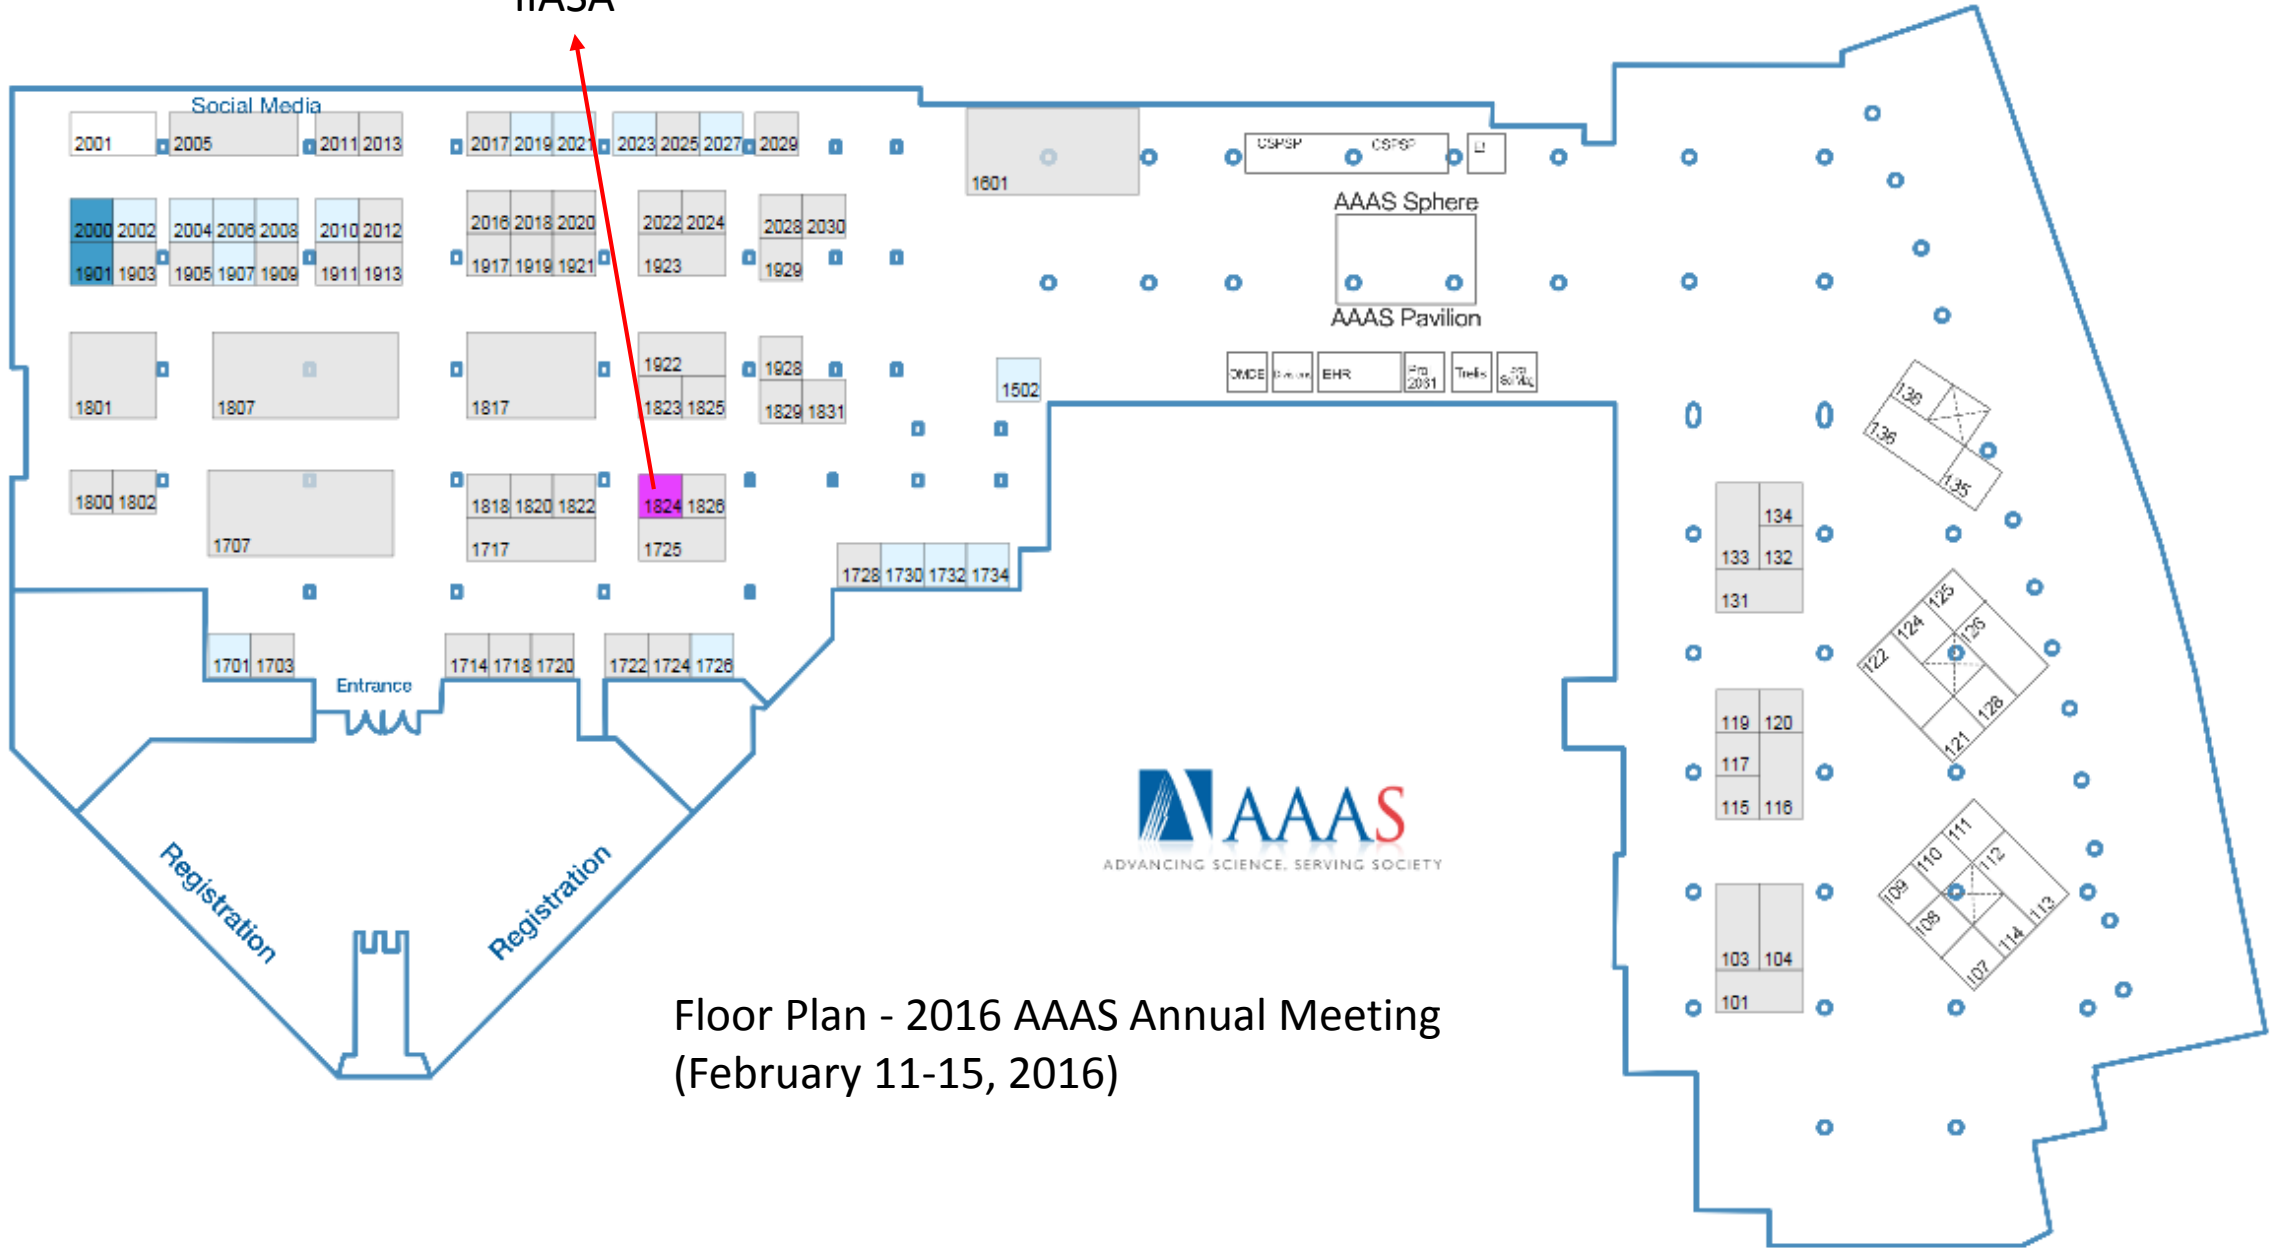 IIASA
Social Media
2001 2005 2011 2013 2017 2019 2021 2023 2025 2027 2029
1601
CSPSP CSPSP
AAAS Sphere
2000 2002 2004 2006 2008 2010 2012 2016 2018 2020 2022 2024 2028 2030
1901 1903 1905 1907 1909 1911 1913 1917 1919 1921 1923 1929
AAAS Pavilion
1922 1928
EHR Pro 2061 Trellis
1502
1801 1807 1817 1823 1825 1829 1831
138
136
135
1800 1802 1818 1820 1822 1824 1826
1707 1717 1725
1728 1730 1732 1734
134
133 132
131
125
124 126
122
128
121
1701 1703 1714 1718 1720 1722 1724 1726
Entrance
119 120
117
115 116
AAAS
ADVANCING SCIENCE, SERVING SOCIETY
111
110 112
109
108 113
114
107
Registration Registration
103 104
101
Floor Plan - 2016 AAAS Annual Meeting
(February 11-15, 2016)